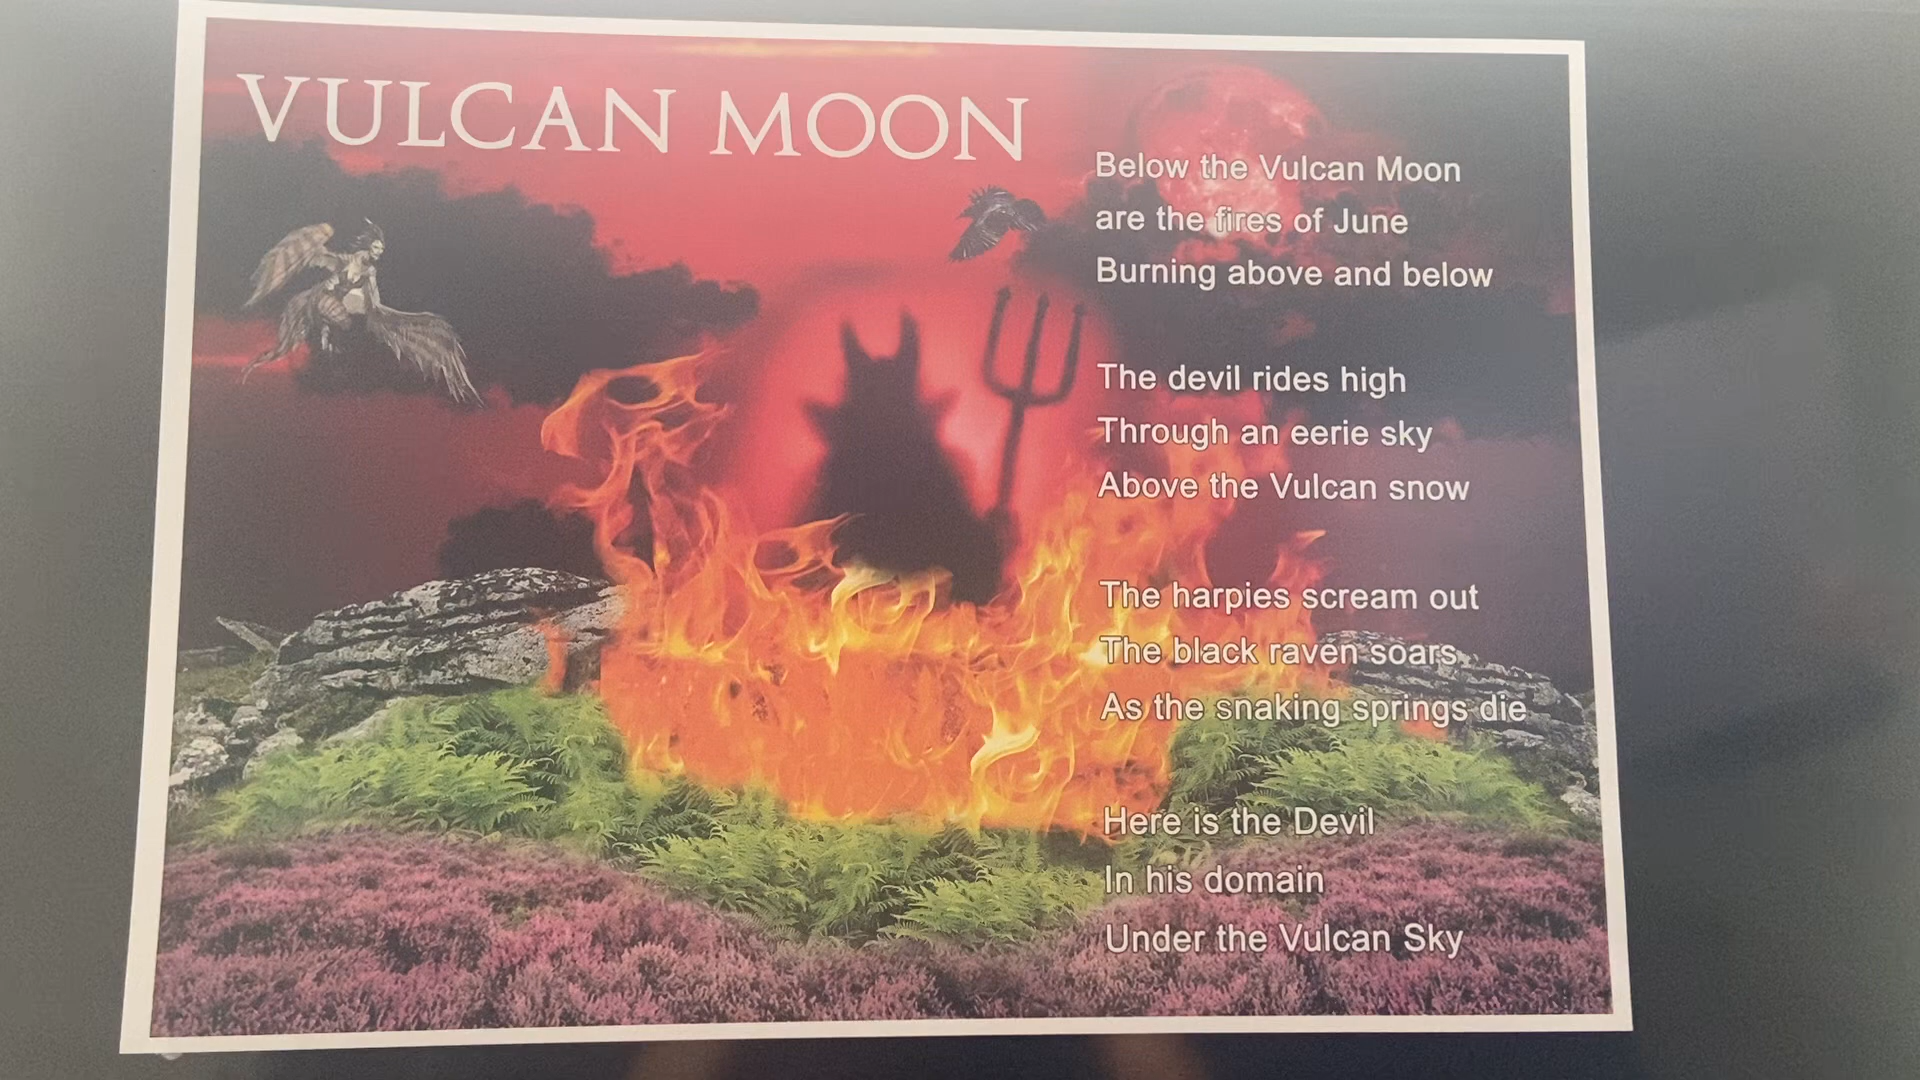 VULCAN MOON
Below the Vulcan Moon
are the fires of June
Burning above and below
The devil rides high
Through an eerie sky
Above the Vulcan snow
The harpies scream out
The black raven soars
As the snaking springs die
Here is the Devil
In his domain
Under the Vulcan Sky